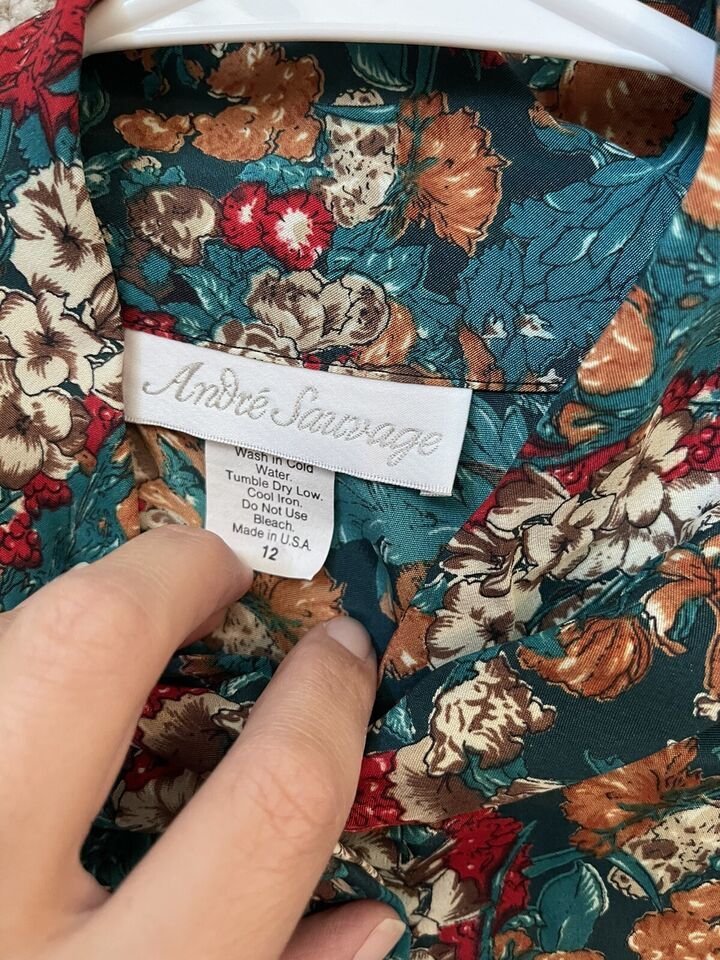 André Sauvage
Wash in Cold
Water.
Tumble Dry Low.
Cool Iron.
Do Not Use
Bleach.
Made in U.S.A.
12